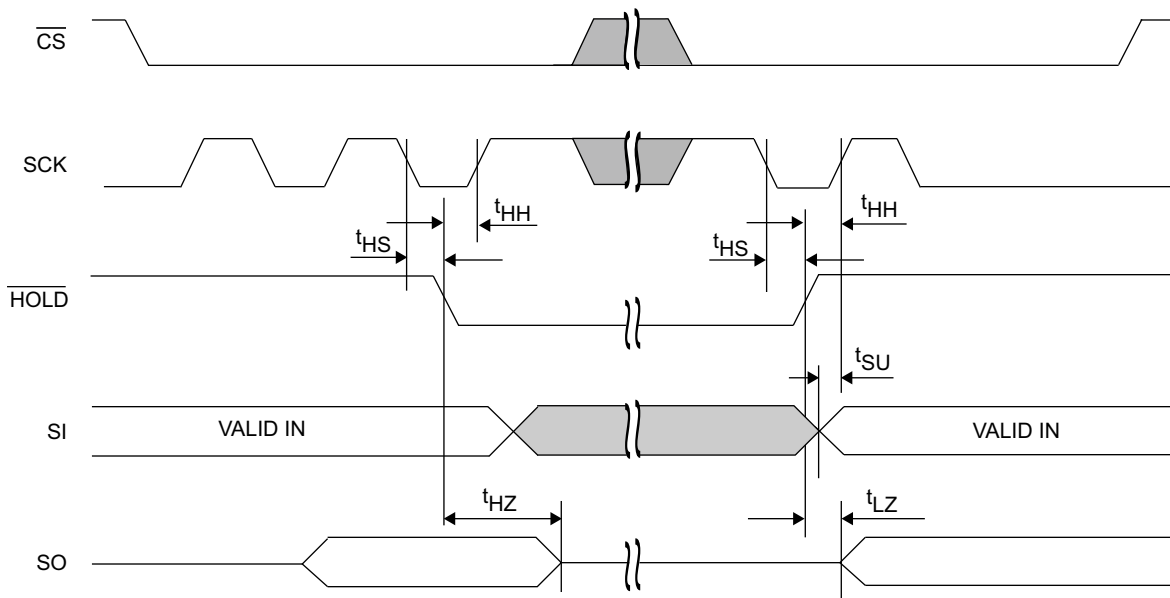 CS
SCK
tHH
tHH
tHS
tHS
HOLD
tSU
SI
VALID IN
VALID IN
tHZ
tLZ
SO